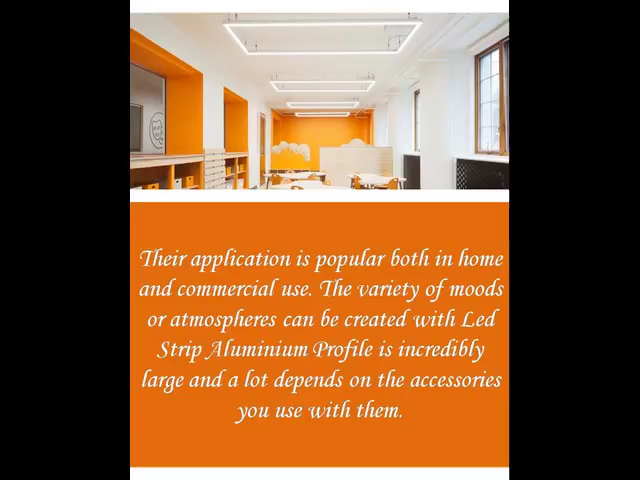 Their application is popular both in home
and commercial use. The variety of moods
or atmospheres can be created with Led
Strip Aluminium Profile is incredibly
large and a lot depends on the accessories
you use with them.